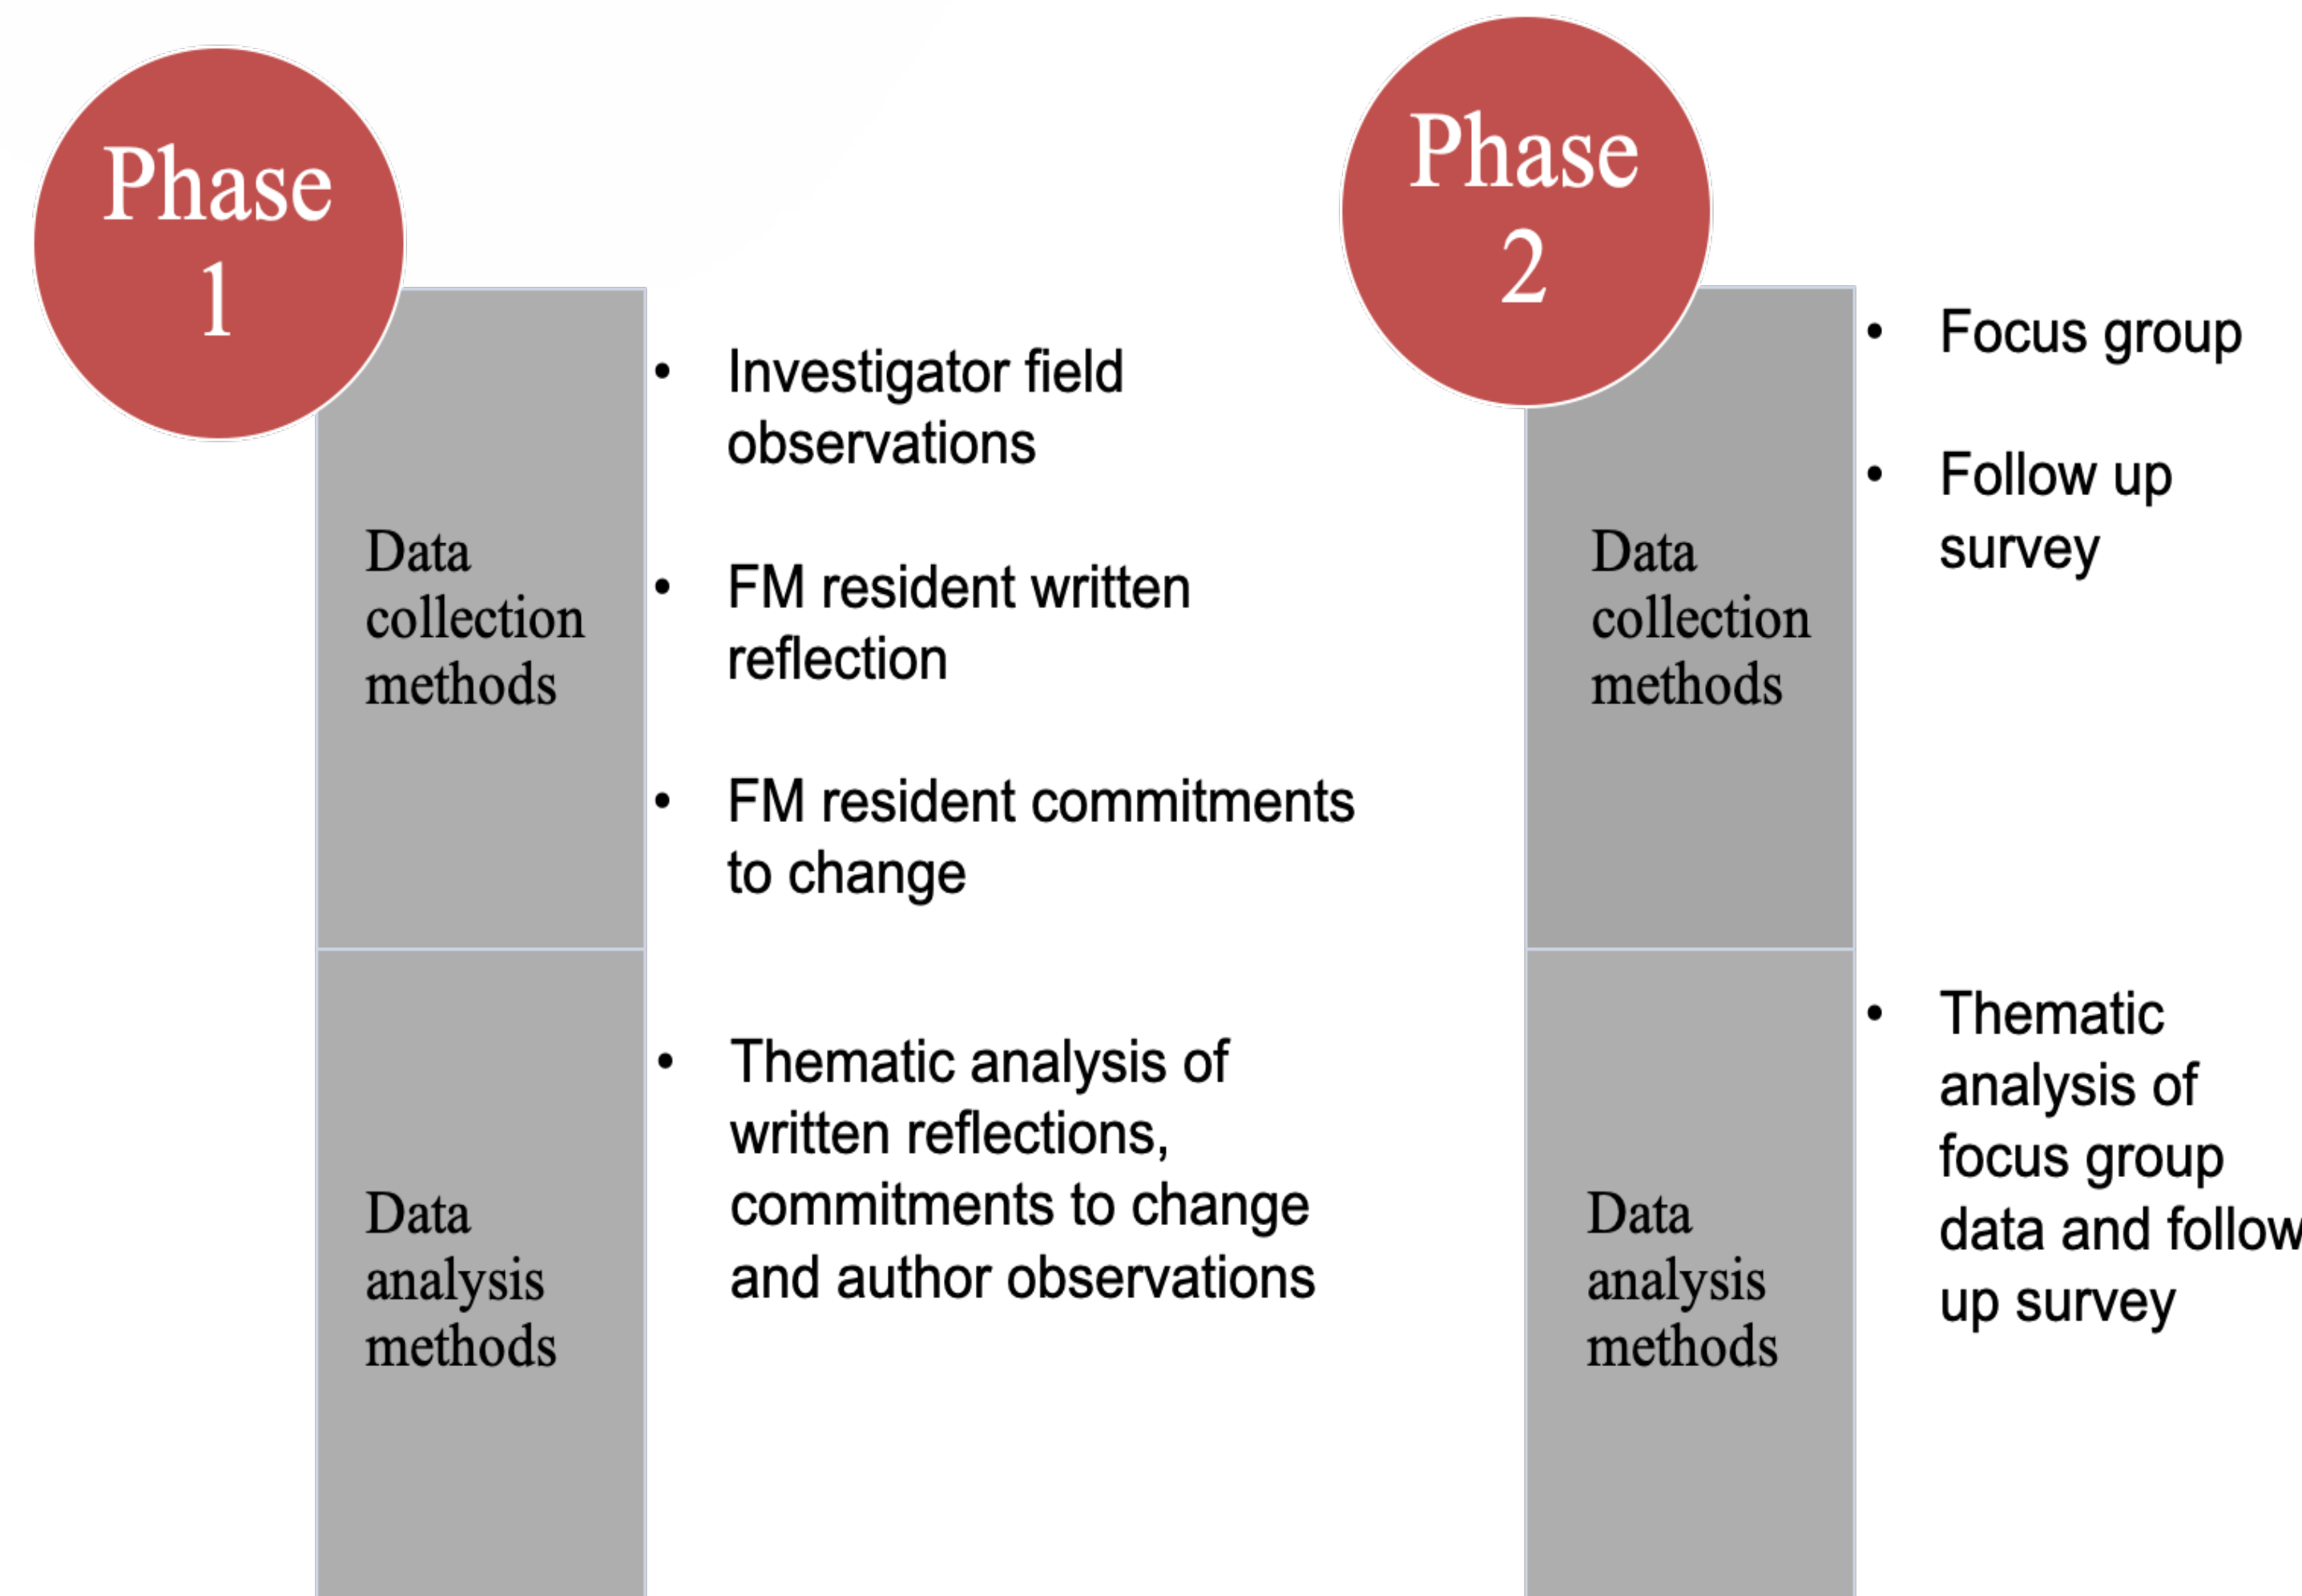 Phase
1
Data
collection
methods
• Investigator field
observations
• FM resident written
reflection
• FM resident commitments
to change
Data
analysis
methods
• Thematic analysis of
written reflections,
commitments to change
and author observations
Phase
2
Data
collection
methods
• Focus group
• Follow up
survey
Data
analysis
methods
• Thematic
analysis of
focus group
data and follow
up survey